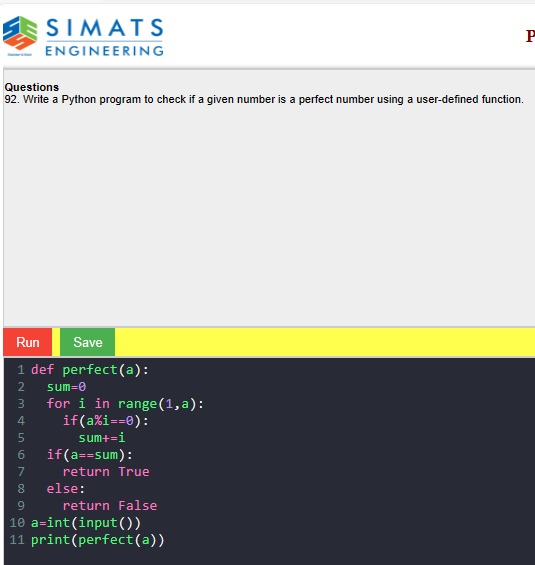 SIMATS
ENGINEERING
P
Questions
92. Write a Python program to check if a given number is a perfect number using a user-defined function.
Run Save
1 def perfect(a):
2   sum=0
3   for i in range(1,a):
4     if(a%i==0):
5       sum+=i
6   if(a==sum):
7     return True
8   else:
9     return False
10 a=int(input())
11 print(perfect(a))